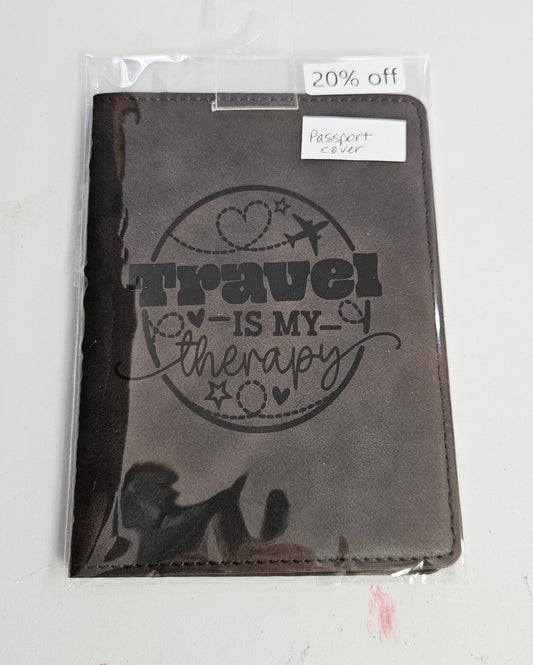 20% off
Passport
cover
Travel
IS MY
therapy